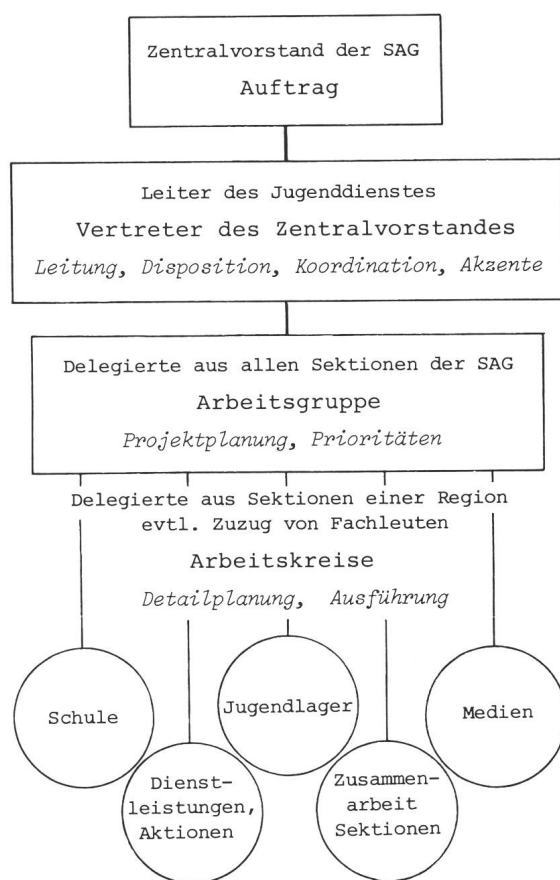 Zentralvorstand der SAG
Auftrag
Leiter des Jugenddienstes
Vertreter des Zentralvorstandes
Leitung, Disposition, Koordination, Akzente
Delegierte aus allen Sektionen der SAG
Arbeitsgruppe
Projektplanung, Prioritäten
Delegierte aus Sektionen einer Region
evtl. Zuzug von Fachleuten
Arbeitskreise
Detailplanung, Ausführung
Schule
Dienst-
leistungen,
Aktionen
Jugendlager
Zusammen-
arbeit
Sektionen
Medien